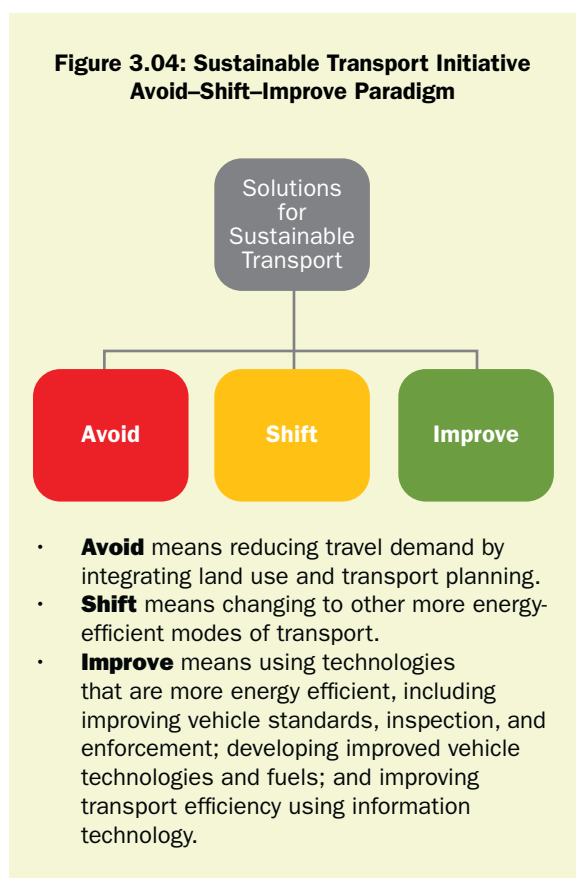 Figure 3.04: Sustainable Transport Initiative
Avoid–Shift–Improve Paradigm
Solutions
for
Sustainable
Transport
Avoid
Shift
Improve
· Avoid means reducing travel demand by
integrating land use and transport planning.
· Shift means changing to other more energy-
efficient modes of transport.
· Improve means using technologies
that are more energy efficient, including
improving vehicle standards, inspection, and
enforcement; developing improved vehicle
technologies and fuels; and improving
transport efficiency using information
technology.